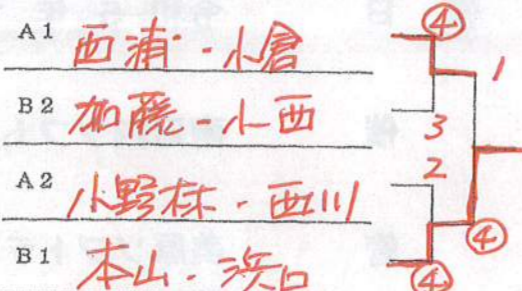 A1 西浦・小倉 ④
1
B2 加藤・小西 3
A2 小野林・西川 2
④
B1 本山・浜口 ④